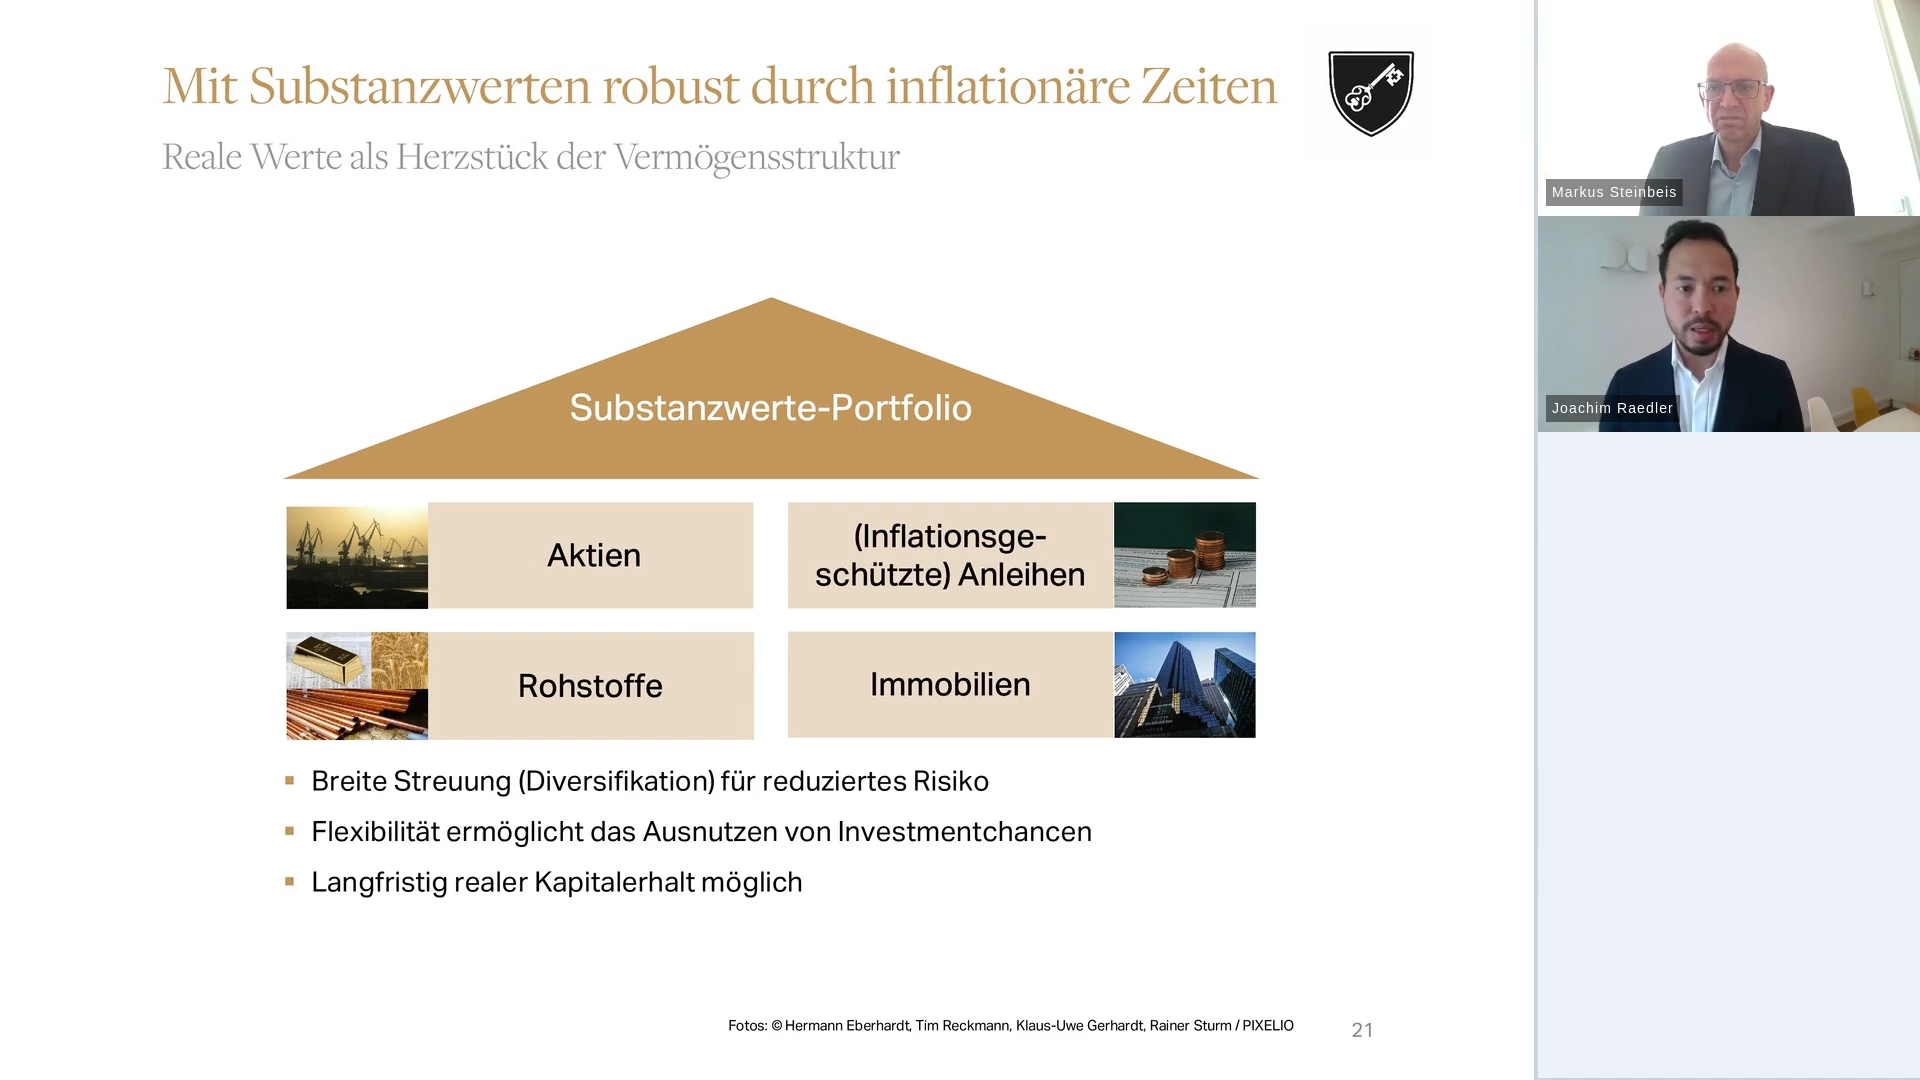 Mit Substanzwerten robust durch inflationäre Zeiten
Reale Werte als Herzstück der Vermögensstruktur
Substanzwerte-Portfolio
Aktien
(Inflationsge-
schützte) Anleihen
Rohstoffe
Immobilien
Breite Streuung (Diversifikation) für reduziertes Risiko
Flexibilität ermöglicht das Ausnutzen von Investmentchancen
Langfristig realer Kapitalerhalt möglich
Fotos: © Hermann Eberhardt, Tim Reckmann, Klaus-Uwe Gerhardt, Rainer Sturm / PIXELIO
21
Markus Steinbeis
Joachim Raedler